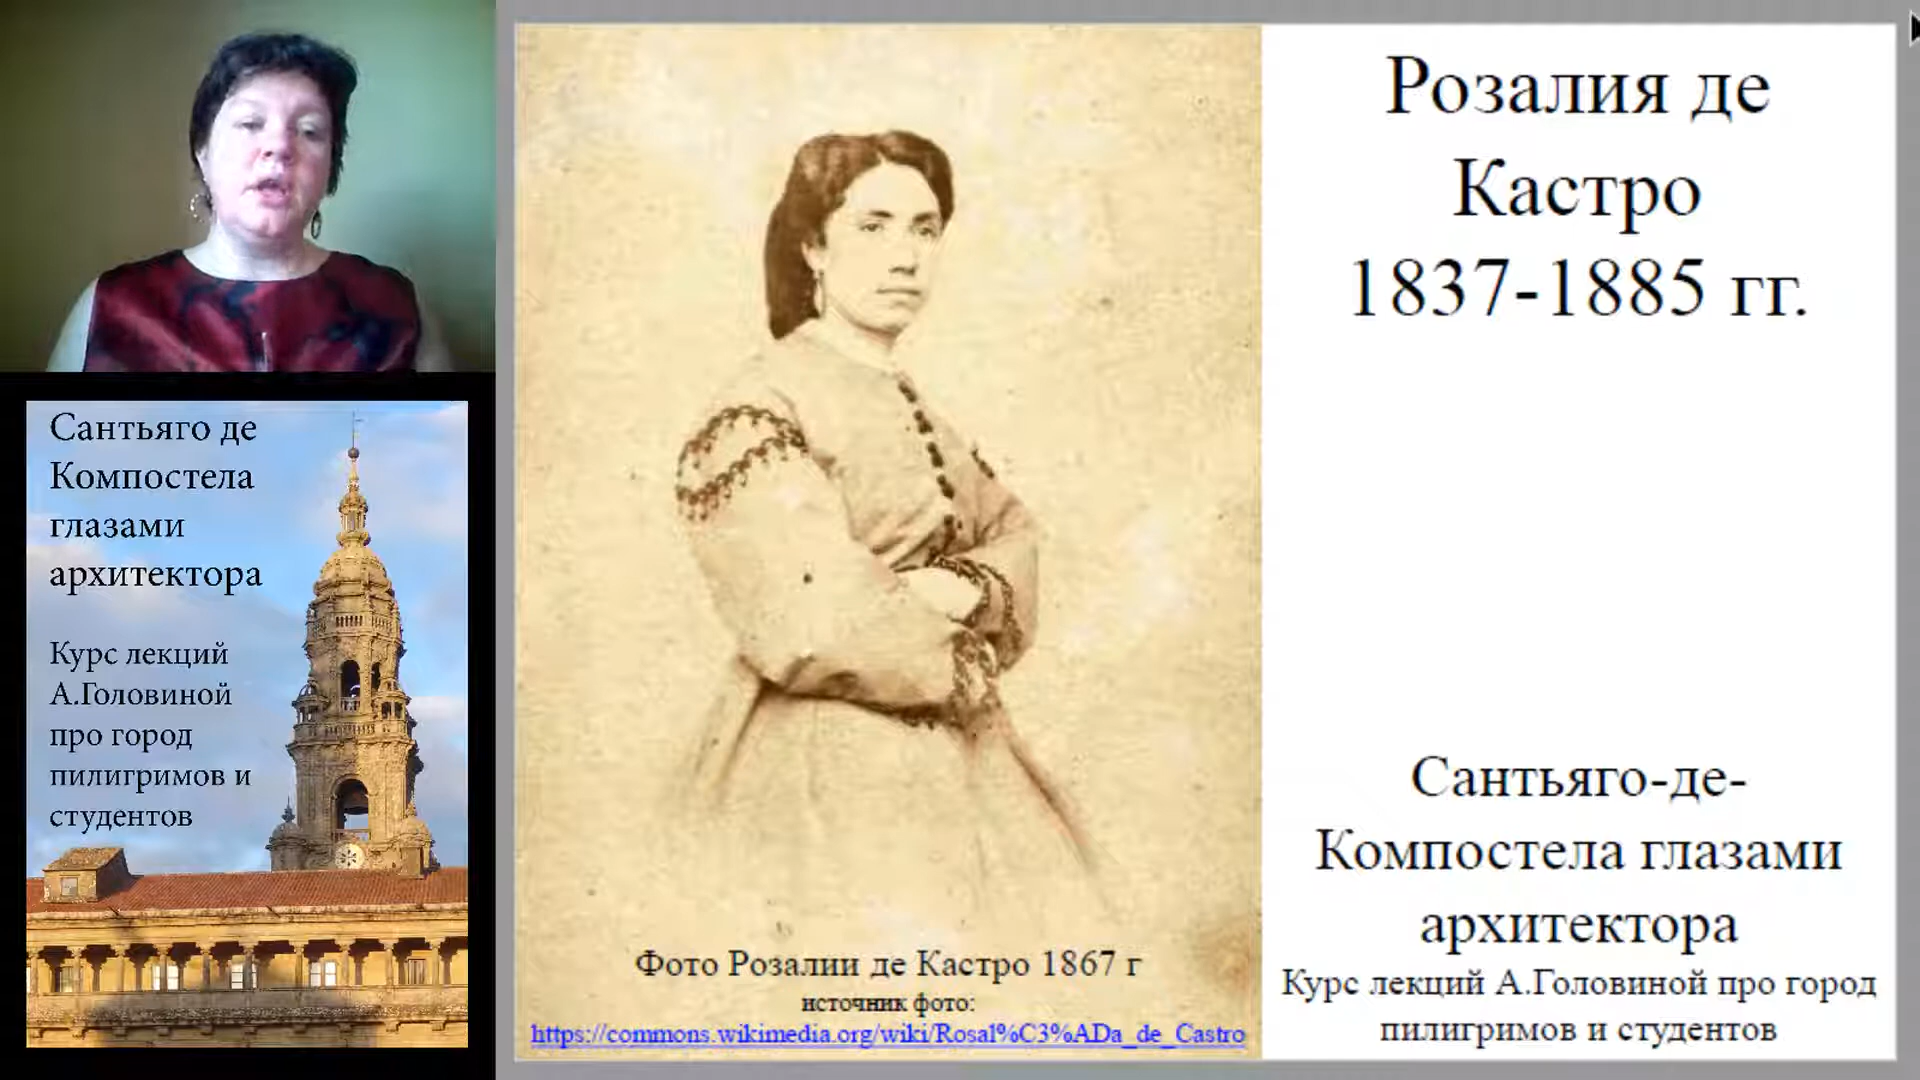 Сантьяго де
Компостела
глазами
архитектора
Курс лекций
А.Головиной
про город
пилигримов и
студентов
Фото Розалии де Кастро 1867 г
источник фото:
https://commons.wikimedia.org/wiki/Rosal%C3%ADa_de_Castro
Розалия де
Кастро
1837-1885 гг.
Сантьяго-де-
Компостела глазами
архитектора
Курс лекций А.Головиной про город
пилигримов и студентов